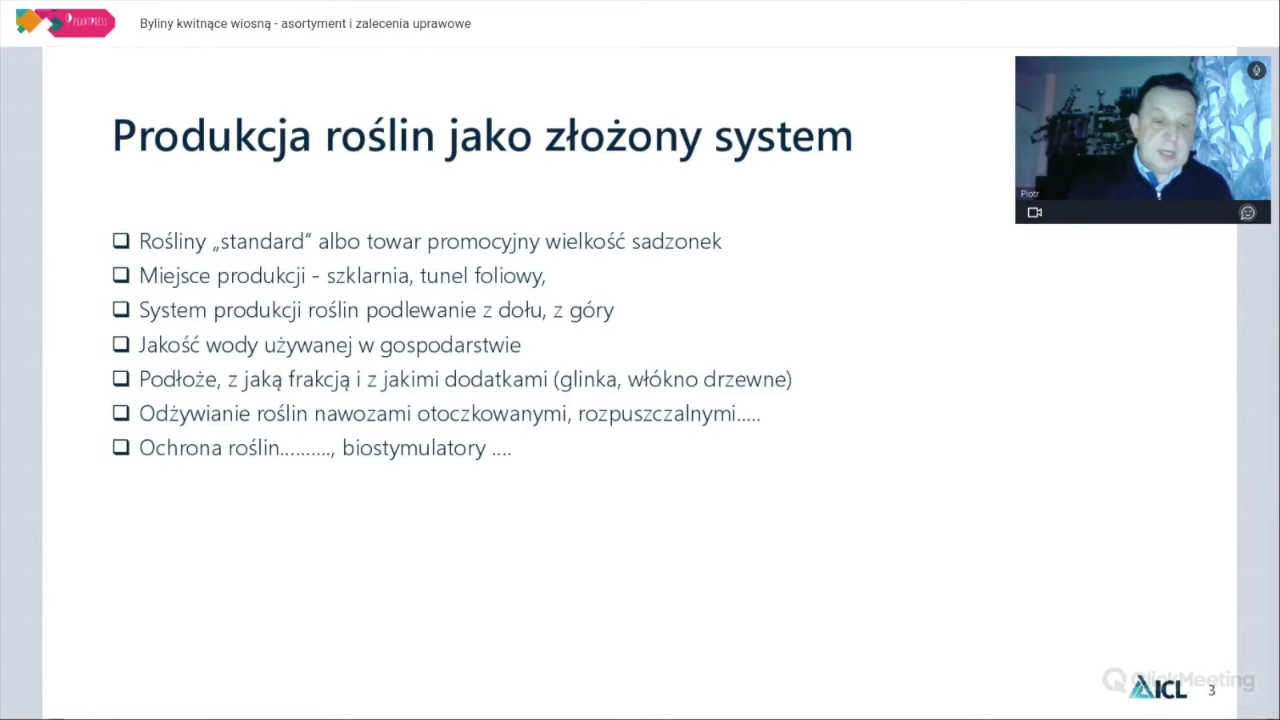 PLANTPRESS
Byliny kwitnące wiosną - asortyment i zalecenia uprawowe
Produkcja roślin jako złożony system
Piotr
❑ Rośliny „standard“ albo towar promocyjny wielkość sadzonek
❑ Miejsce produkcji - szklarnia, tunel foliowy,
❑ System produkcji roślin podlewanie z dołu, z góry
❑ Jakość wody używanej w gospodarstwie
❑ Podłoże, z jaką frakcją i z jakimi dodatkami (glinka, włókno drzewne)
❑ Odżywianie roślin nawozami otoczkowanymi, rozpuszczalnymi.....
❑ Ochrona roślin.........., biostymulatory ....
ClickMeeting
ICL 3